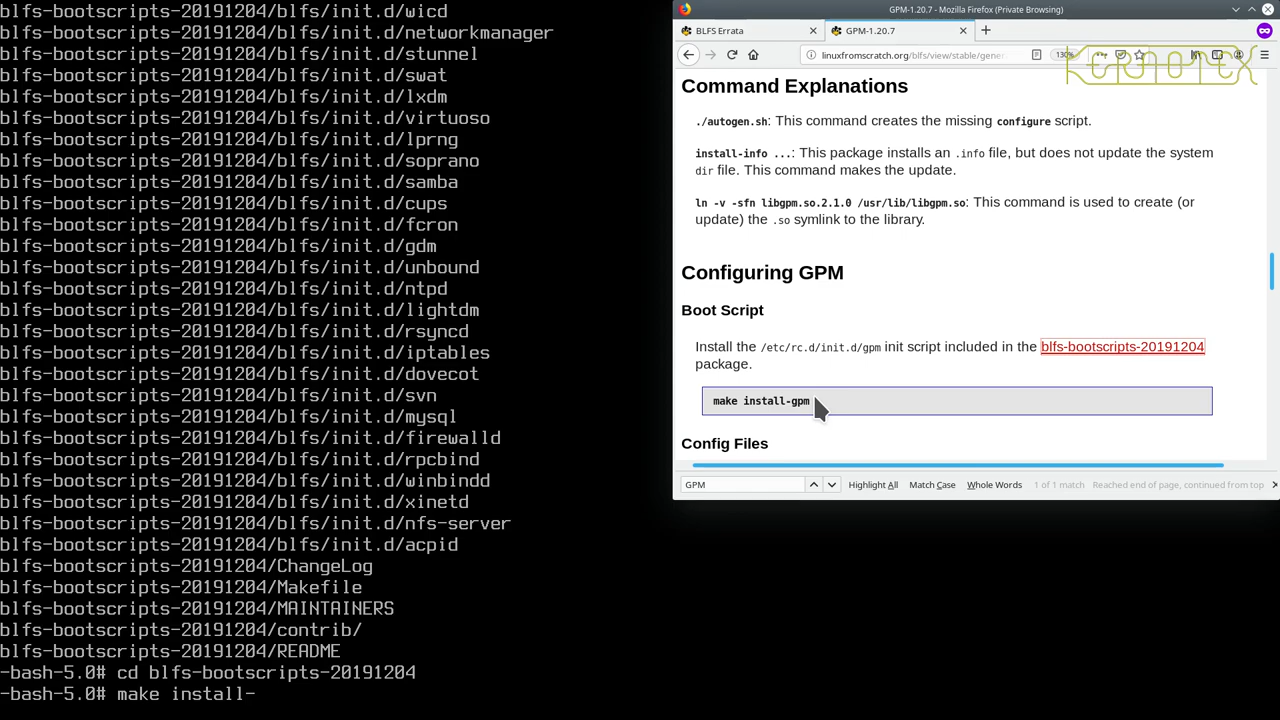 blfs-bootscripts-20191204/blfs/init.d/wicd
blfs-bootscripts-20191204/blfs/init.d/networkmanager
blfs-bootscripts-20191204/blfs/init.d/stunnel
blfs-bootscripts-20191204/blfs/init.d/swat
blfs-bootscripts-20191204/blfs/init.d/lxdm
blfs-bootscripts-20191204/blfs/init.d/virtuoso
blfs-bootscripts-20191204/blfs/init.d/lprng
blfs-bootscripts-20191204/blfs/init.d/soprano
blfs-bootscripts-20191204/blfs/init.d/samba
blfs-bootscripts-20191204/blfs/init.d/cups
blfs-bootscripts-20191204/blfs/init.d/fcron
blfs-bootscripts-20191204/blfs/init.d/gdm
blfs-bootscripts-20191204/blfs/init.d/unbound
blfs-bootscripts-20191204/blfs/init.d/ntpd
blfs-bootscripts-20191204/blfs/init.d/lightdm
blfs-bootscripts-20191204/blfs/init.d/rsyncd
blfs-bootscripts-20191204/blfs/init.d/iptables
blfs-bootscripts-20191204/blfs/init.d/dovecot
blfs-bootscripts-20191204/blfs/init.d/svn
blfs-bootscripts-20191204/blfs/init.d/mysql
blfs-bootscripts-20191204/blfs/init.d/firewalld
blfs-bootscripts-20191204/blfs/init.d/rpcbind
blfs-bootscripts-20191204/blfs/init.d/winbindd
blfs-bootscripts-20191204/blfs/init.d/xinetd
blfs-bootscripts-20191204/blfs/init.d/nfs-server
blfs-bootscripts-20191204/blfs/init.d/acpid
blfs-bootscripts-20191204/ChangeLog
blfs-bootscripts-20191204/Makefile
blfs-bootscripts-20191204/MAINTAINERS
blfs-bootscripts-20191204/contrib/
blfs-bootscripts-20191204/README
-bash-5.0# cd blfs-bootscripts-20191204
-bash-5.0# make install-
GPM-1.20.7 - Mozilla Firefox (Private Browsing)
BLFS Errata
GPM-1.20.7
linuxfromscratch.org/blfs/view/stable/gener
130%
Command Explanations
./autogen.sh: This command creates the missing configure script.
install-info ...: This package installs an .info file, but does not update the system
dir file. This command makes the update.
ln -v -sfn libgpm.so.2.1.0 /usr/lib/libgpm.so: This command is used to create (or
update) the .so symlink to the library.
Configuring GPM
Boot Script
Install the /etc/rc.d/init.d/gpm init script included in the blfs-bootscripts-20191204
package.
make install-gpm
Config Files
GPM
Highlight All
Match Case
Whole Words
1 of 1 match
Reached end of page, continued from top